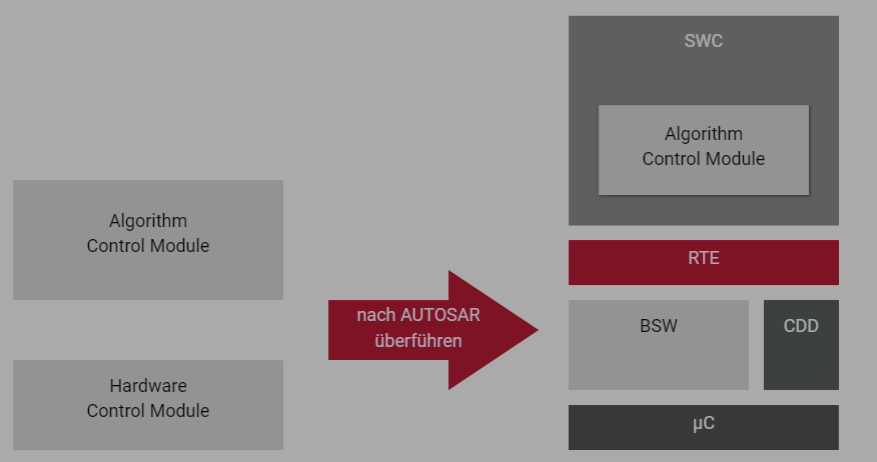 Algorithm
Control Module
Hardware
Control Module
nach AUTOSAR
überführen
SWC
Algorithm
Control Module
RTE
BSW
CDD
µC